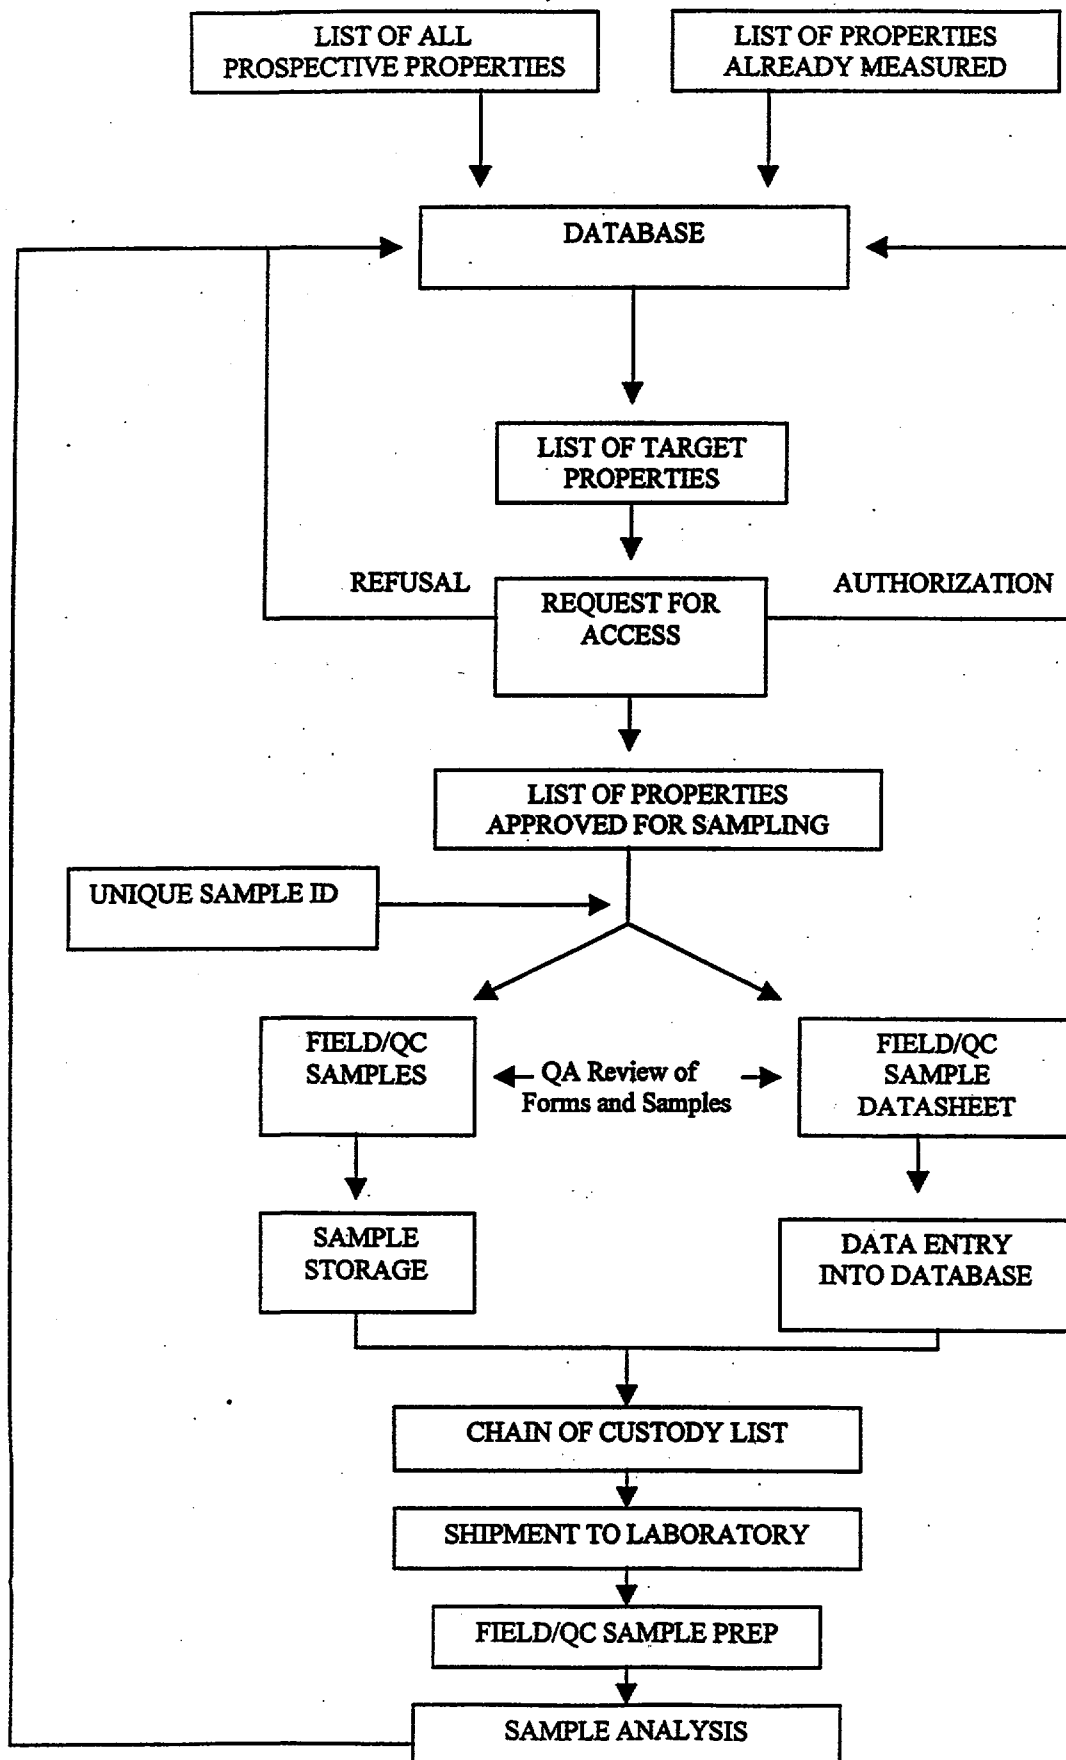 LIST OF ALL
PROSPECTIVE PROPERTIES
LIST OF PROPERTIES
ALREADY MEASURED
DATABASE
LIST OF TARGET
PROPERTIES
REFUSAL
REQUEST FOR
ACCESS
AUTHORIZATION
LIST OF PROPERTIES
APPROVED FOR SAMPLING
UNIQUE SAMPLE ID
FIELD/QC
SAMPLES
QA Review of
Forms and Samples
FIELD/QC
SAMPLE
DATASHEET
SAMPLE
STORAGE
DATA ENTRY
INTO DATABASE
CHAIN OF CUSTODY LIST
SHIPMENT TO LABORATORY
FIELD/QC SAMPLE PREP
SAMPLE ANALYSIS